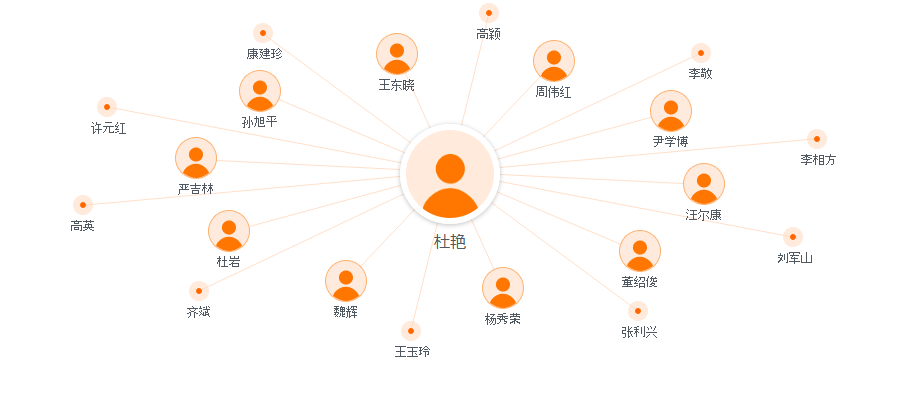 高颖
康建珍
李敬
王东晓
周伟红
孙旭平
许元红
尹学博
李相方
严吉林
汪尔康
高英
杜艳
刘军山
杜岩
董绍俊
齐斌
魏辉
杨秀荣
张利兴
王玉玲